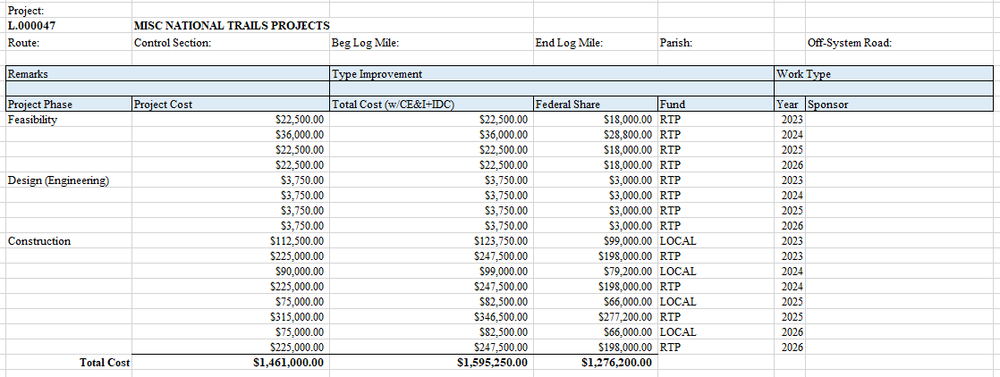 Project:
L.000047 MISC NATIONAL TRAILS PROJECTS
Route: Control Section: Beg Log Mile: End Log Mile: Parish: Off-System Road:
Remarks Type Improvement Work Type
Project Phase Project Cost Total Cost (w/CE&I+IDC) Federal Share Fund Year Sponsor
Feasibility $22,500.00 $22,500.00 $18,000.00 RTP 2023
$36,000.00 $36,000.00 $28,800.00 RTP 2024
$22,500.00 $22,500.00 $18,000.00 RTP 2025
$22,500.00 $22,500.00 $18,000.00 RTP 2026
Design (Engineering) $3,750.00 $3,750.00 $3,000.00 RTP 2023
$3,750.00 $3,750.00 $3,000.00 RTP 2024
$3,750.00 $3,750.00 $3,000.00 RTP 2025
$3,750.00 $3,750.00 $3,000.00 RTP 2026
Construction $112,500.00 $123,750.00 $99,000.00 LOCAL 2023
$225,000.00 $247,500.00 $198,000.00 RTP 2023
$90,000.00 $99,000.00 $79,200.00 LOCAL 2024
$225,000.00 $247,500.00 $198,000.00 RTP 2024
$75,000.00 $82,500.00 $66,000.00 LOCAL 2025
$315,000.00 $346,500.00 $277,200.00 RTP 2025
$75,000.00 $82,500.00 $66,000.00 LOCAL 2026
$225,000.00 $247,500.00 $198,000.00 RTP 2026
Total Cost $1,461,000.00 $1,595,250.00 $1,276,200.00